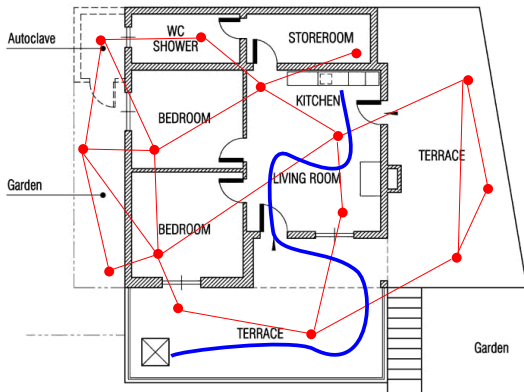 WC
SHOWER
STOREROOM
Autoclave
KITCHEN
BEDROOM
TERRACE
LIVING ROOM
Garden
BEDROOM
TERRACE
Garden